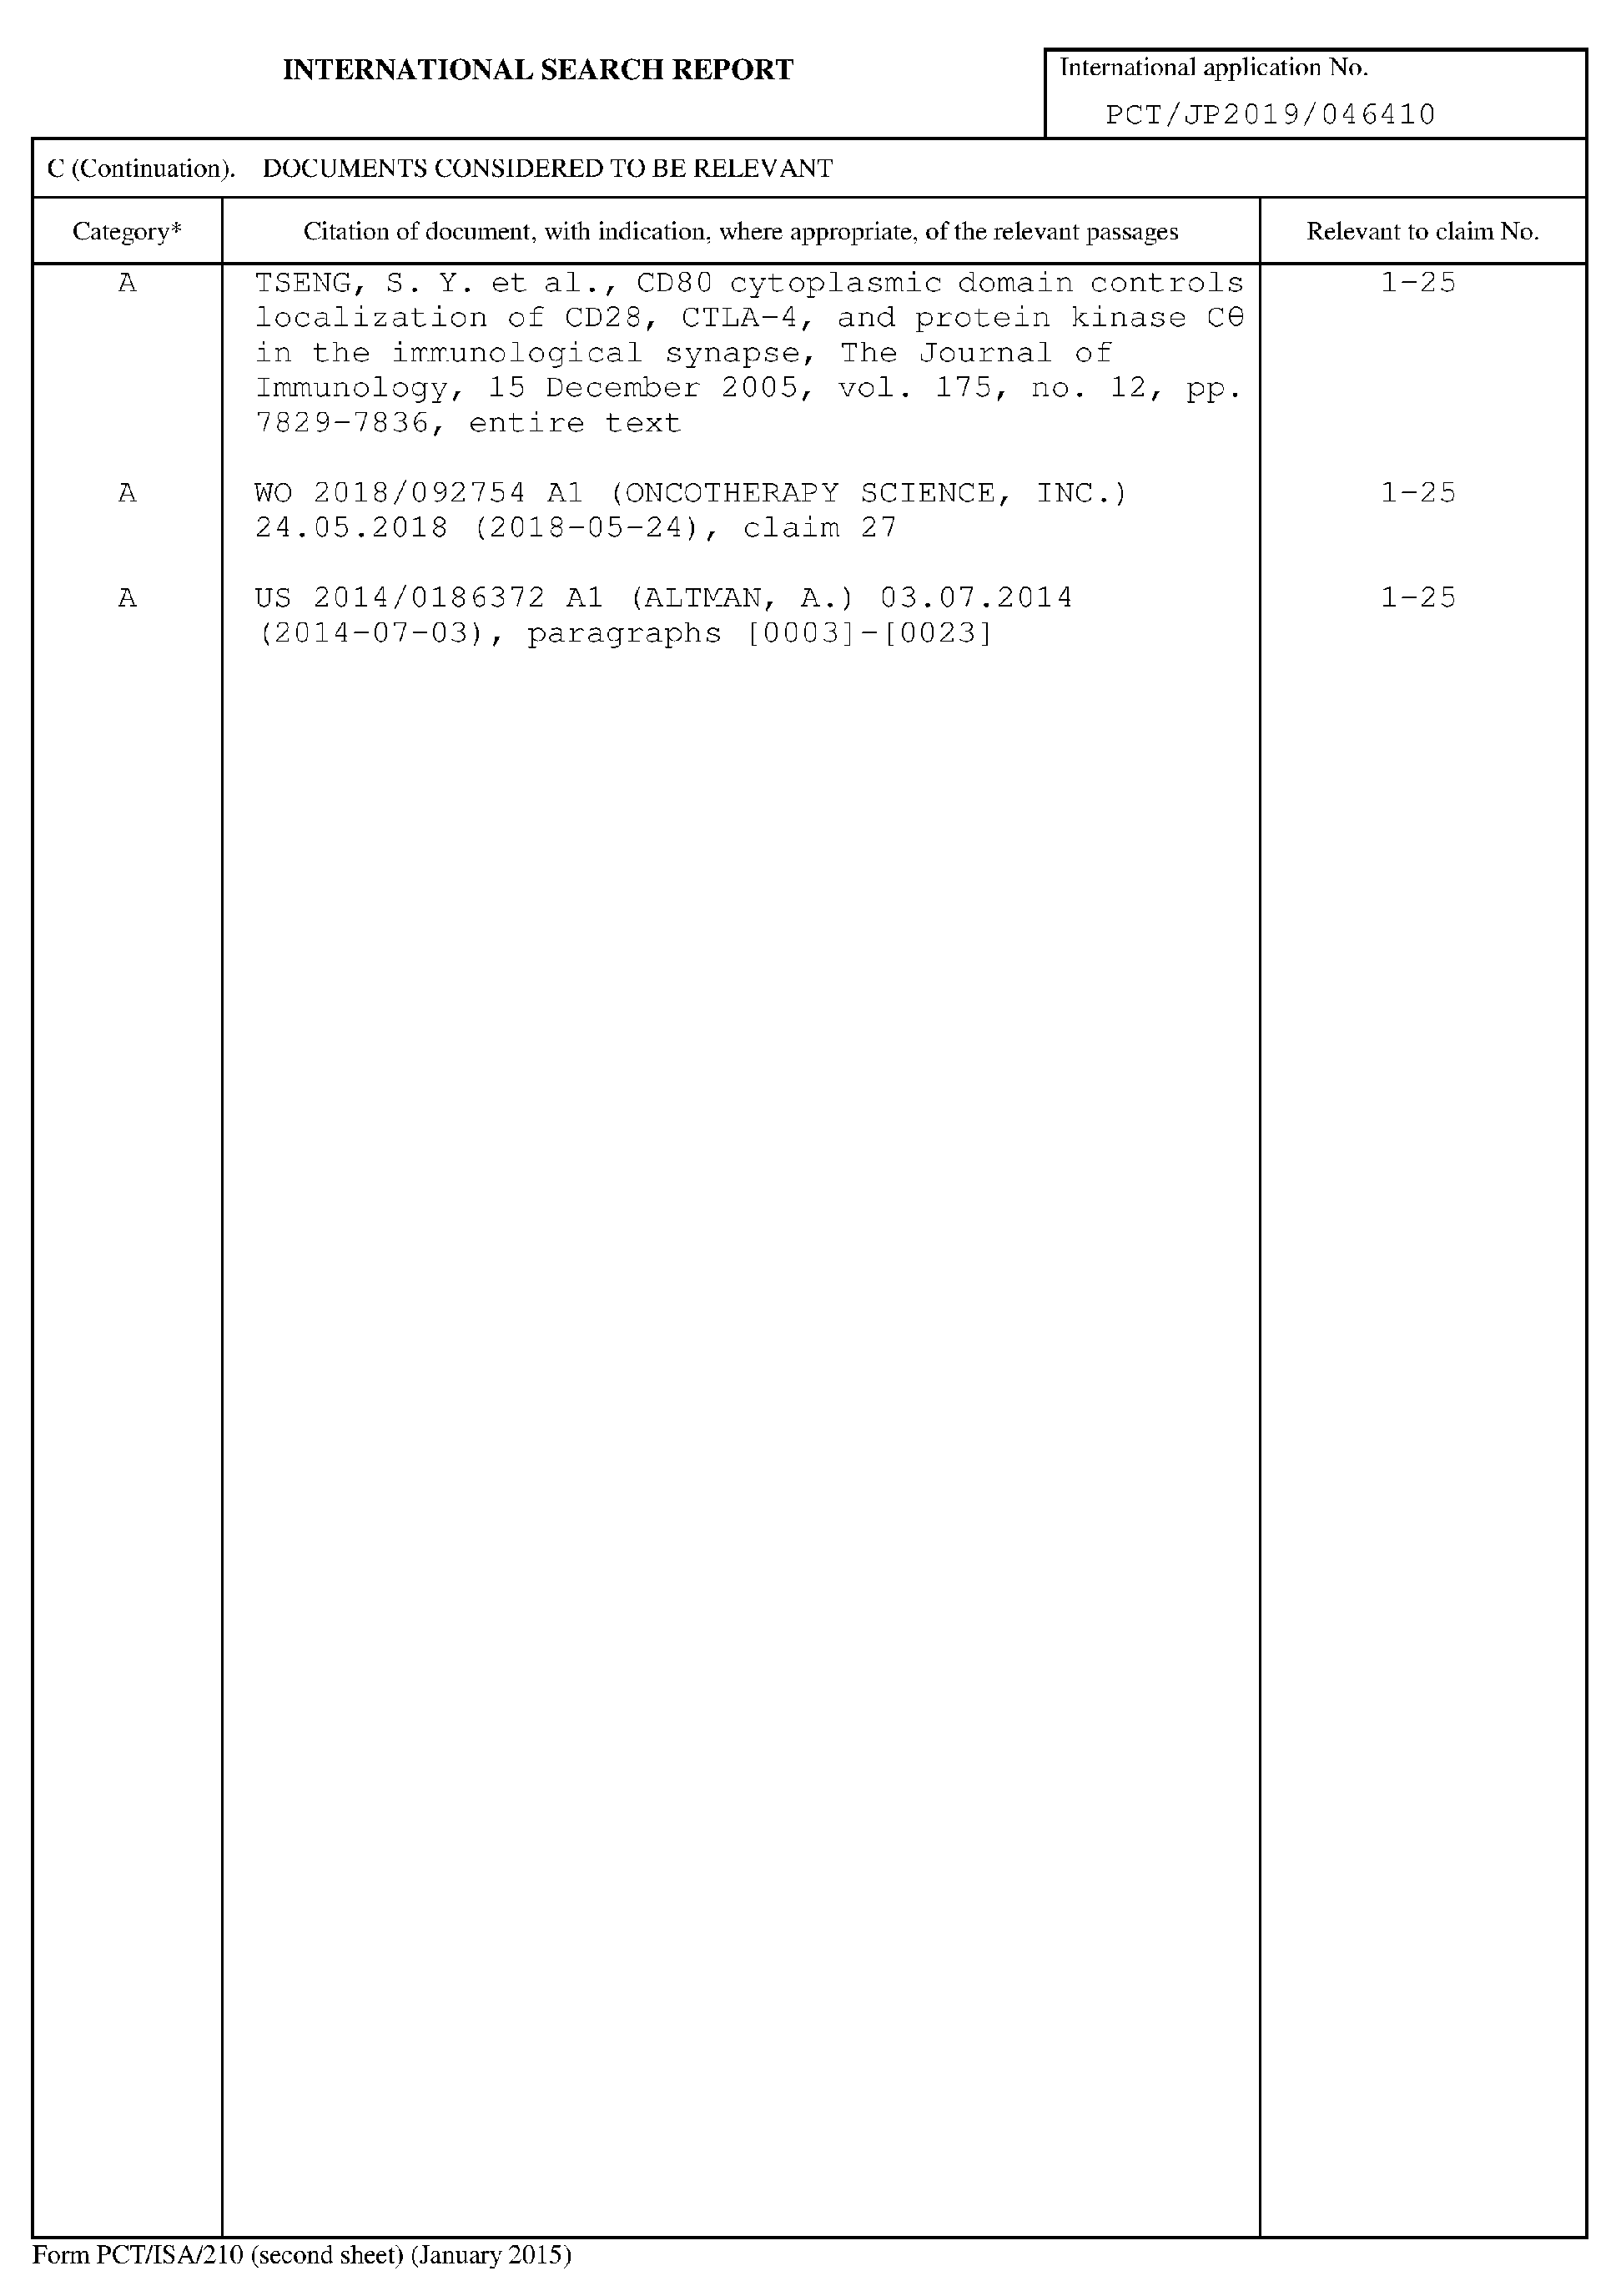 INTERNATIONAL SEARCH REPORT
International application No.
PCT/JP2019/046410
C (Continuation). DOCUMENTS CONSIDERED TO BE RELEVANT
Category* Citation of document, with indication, where appropriate, of the relevant passages Relevant to claim No.
A TSENG, S. Y. et al., CD80 cytoplasmic domain controls 1-25
localization of CD28, CTLA-4, and protein kinase Cθ
in the immunological synapse, The Journal of
Immunology, 15 December 2005, vol. 175, no. 12, pp.
7829-7836, entire text
A WO 2018/092754 A1 (ONCOTHERAPY SCIENCE, INC.) 1-25
24.05.2018 (2018-05-24), claim 27
A US 2014/0186372 A1 (ALTMAN, A.) 03.07.2014 1-25
(2014-07-03), paragraphs [0003]-[0023]
Form PCT/ISA/210 (second sheet) (January 2015)